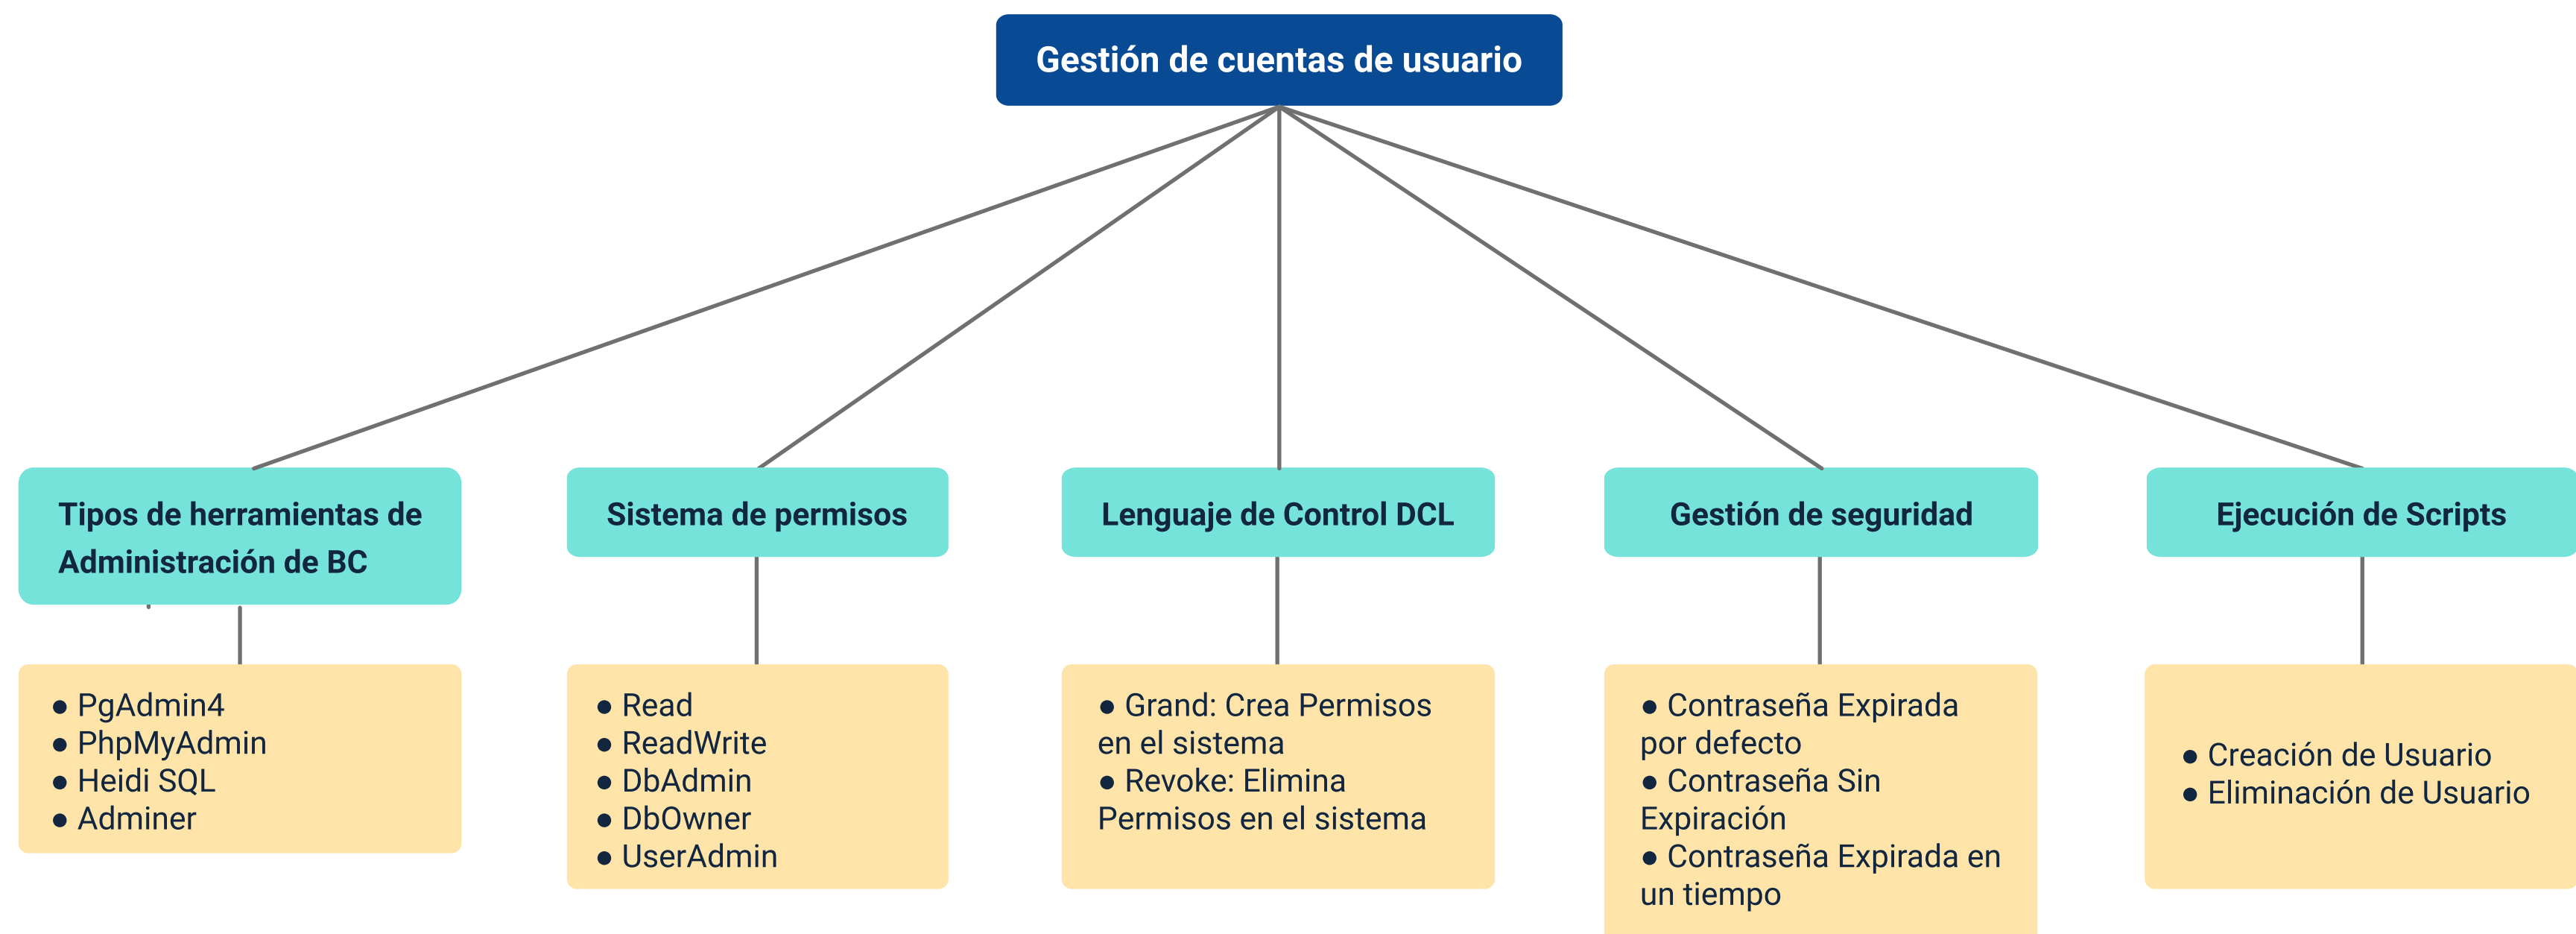 Gestión de cuentas de usuario
Tipos de herramientas de
Administración de BC
Sistema de permisos
Lenguaje de Control DCL
Gestión de seguridad
Ejecución de Scripts
● PgAdmin4
● PhpMyAdmin
● Heidi SQL
● Adminer
● Read
● ReadWrite
● DbAdmin
● DbOwner
● UserAdmin
● Grand: Crea Permisos
en el sistema
● Revoke: Elimina
Permisos en el sistema
● Contraseña Expirada
por defecto
● Contraseña Sin
Expiración
● Contraseña Expirada en
un tiempo
● Creación de Usuario
● Eliminación de Usuario